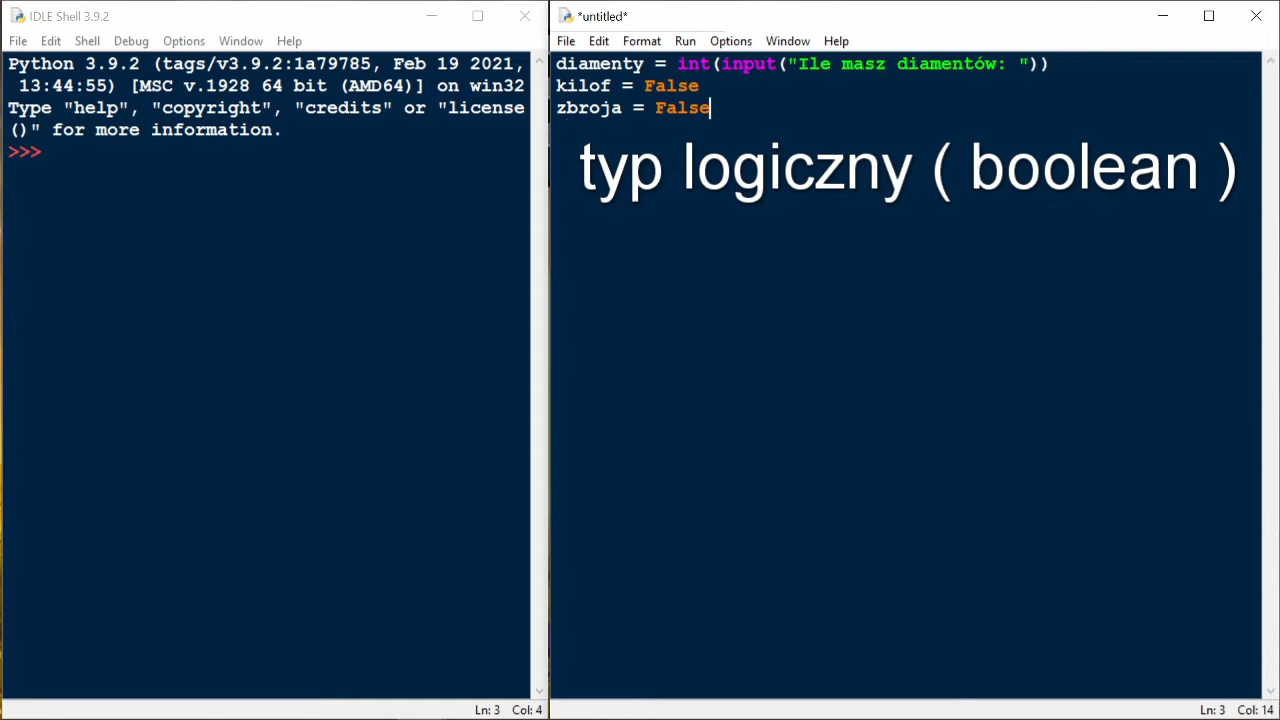 IDLE Shell 3.9.2
File Edit Shell Debug Options Window Help
Python 3.9.2 (tags/v3.9.2:1a79785, Feb 19 2021,
13:44:55) [MSC v.1928 64 bit (AMD64)] on win32
Type "help", "copyright", "credits" or "license
()" for more information.
>>>
Ln: 3 Col: 4
*untitled*
File Edit Format Run Options Window Help
diamenty = int(input("Ile masz diamentów: "))
kilof = False
zbroja = False
typ logiczny ( boolean )
Ln: 3 Col: 14